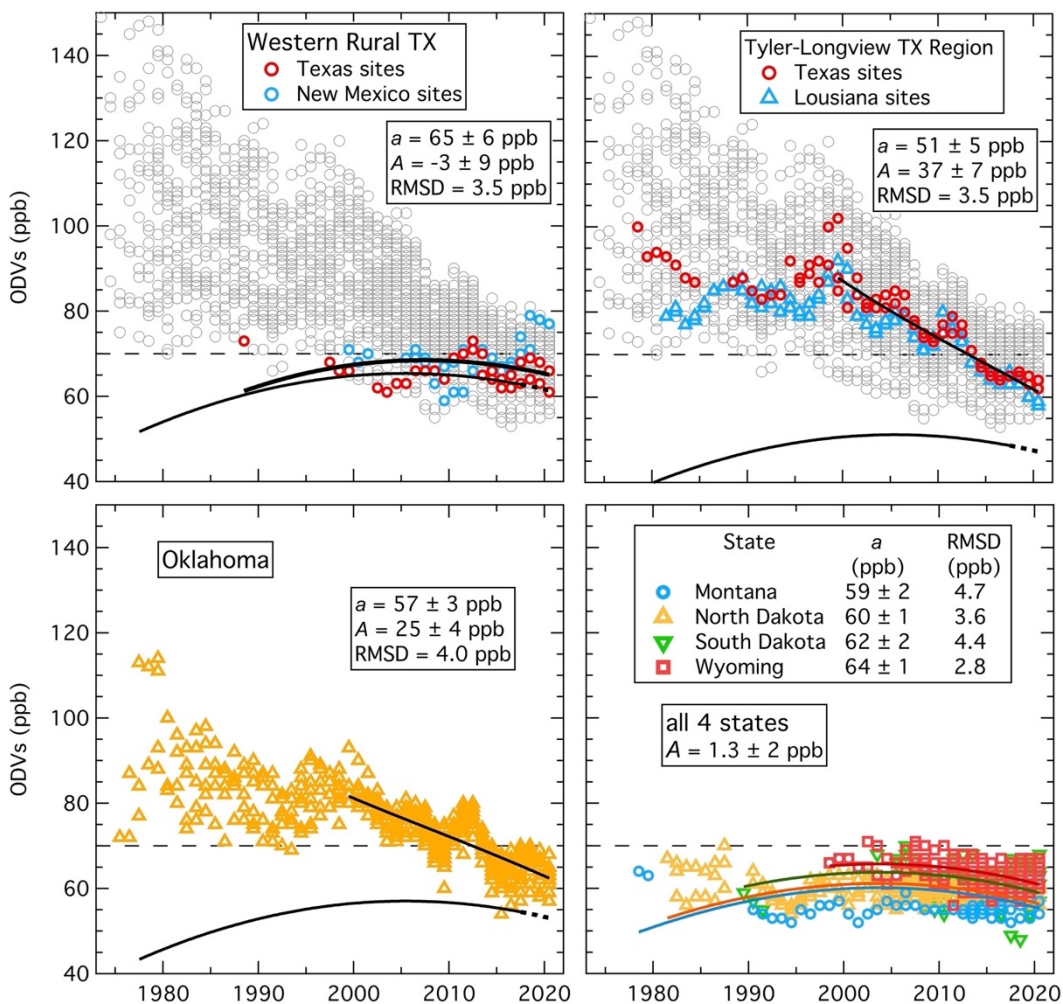 Western Rural TX
Texas sites
New Mexico sites
a = 65 ± 6 ppb
A = -3 ± 9 ppb
RMSD = 3.5 ppb
140
120
100
80
60
40
ODVs (ppb)
Tyler-Longview TX Region
Texas sites
Lousiana sites
a = 51 ± 5 ppb
A = 37 ± 7 ppb
RMSD = 3.5 ppb
Oklahoma
a = 57 ± 3 ppb
A = 25 ± 4 ppb
RMSD = 4.0 ppb
140
120
100
80
60
40
ODVs (ppb)
1980 1990 2000 2010 2020
State a RMSD
(ppb) (ppb)
Montana 59 ± 2 4.7
North Dakota 60 ± 1 3.6
South Dakota 62 ± 2 4.4
Wyoming 64 ± 1 2.8
all 4 states
A = 1.3 ± 2 ppb
1980 1990 2000 2010 2020